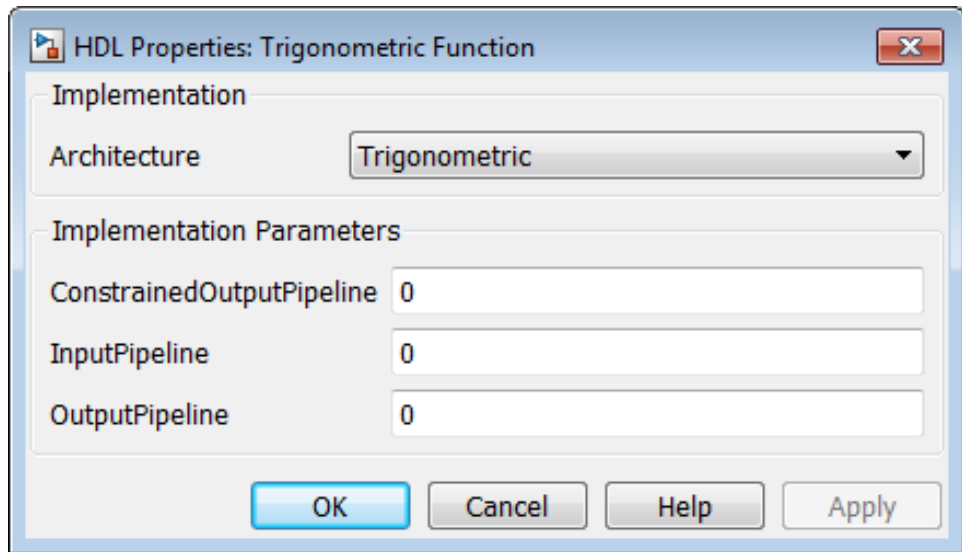 HDL Properties: Trigonometric Function
Implementation
Architecture Trigonometric
Implementation Parameters
ConstrainedOutputPipeline 0
InputPipeline 0
OutputPipeline 0
OK Cancel Help Apply